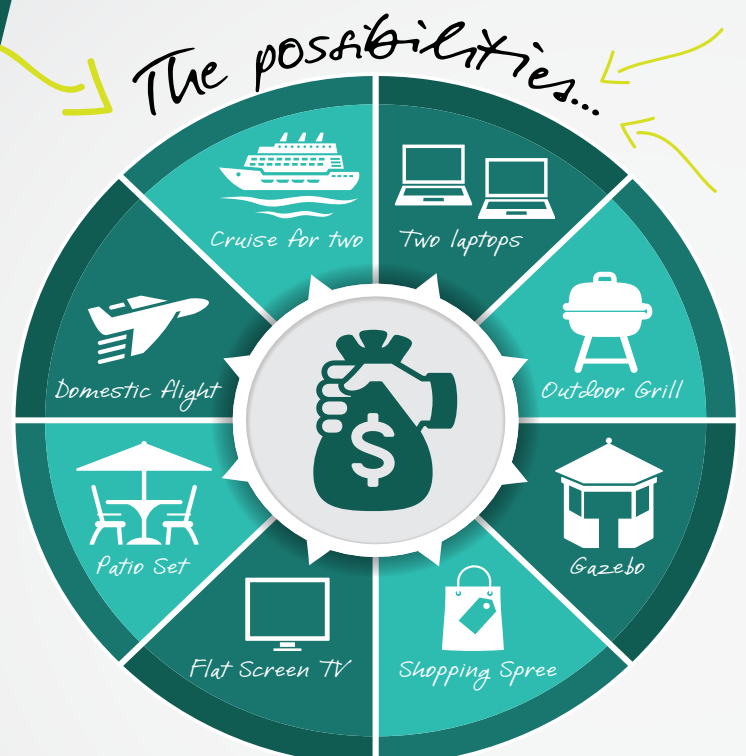 The possibilities...
Cruise for two
Two laptops
Domestic flight
Outdoor Grill
$
Patio Set
Gazebo
Flat Screen TV
Shopping Spree